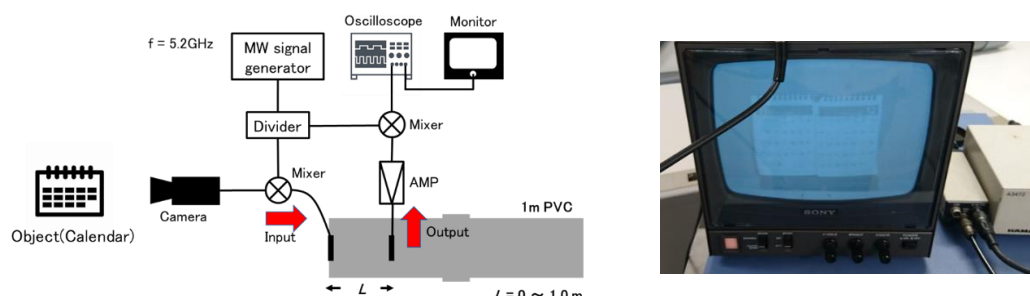 f = 5.2GHz
MW signal
generator
Oscilloscope
Monitor
Divider
Mixer
Mixer
AMP
Camera
Object(Calendar)
Input
Output
1m PVC
L
L = 0 ~ 1.0 m
SONY